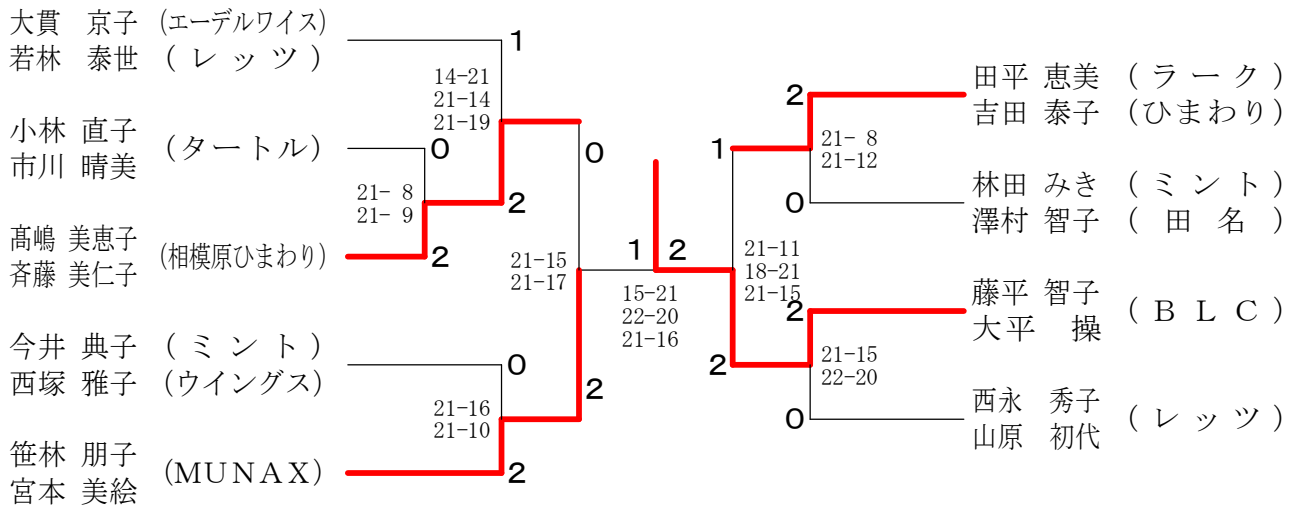 大貫 京子 (エーデルワイス)
若林 泰世 (レッツ)
1
14-21
21-14
21-19
小林 直子
市川 晴美
(タートル)
0
21- 8
21- 9
2
髙嶋 美恵子
斉藤 美仁子
(相模原ひまわり)
2
0
21-15
21-17
今井 典子 (ミント)
西塚 雅子 (ウイングス)
0
21-16
21-10
2
笹林 朋子
宮本 美絵
(MUNAX)
2
1
2
15-21
22-20
21-16
田平 恵美 (ラーク)
吉田 泰子 (ひまわり)
2
21- 8
21-12
1
林田 みき (ミント)
澤村 智子 (田名)
0
21-11
18-21
21-15
藤平 智子
大平 操
(BLC)
2
21-15
22-20
2
西永 秀子
山原 初代
(レッツ)
0